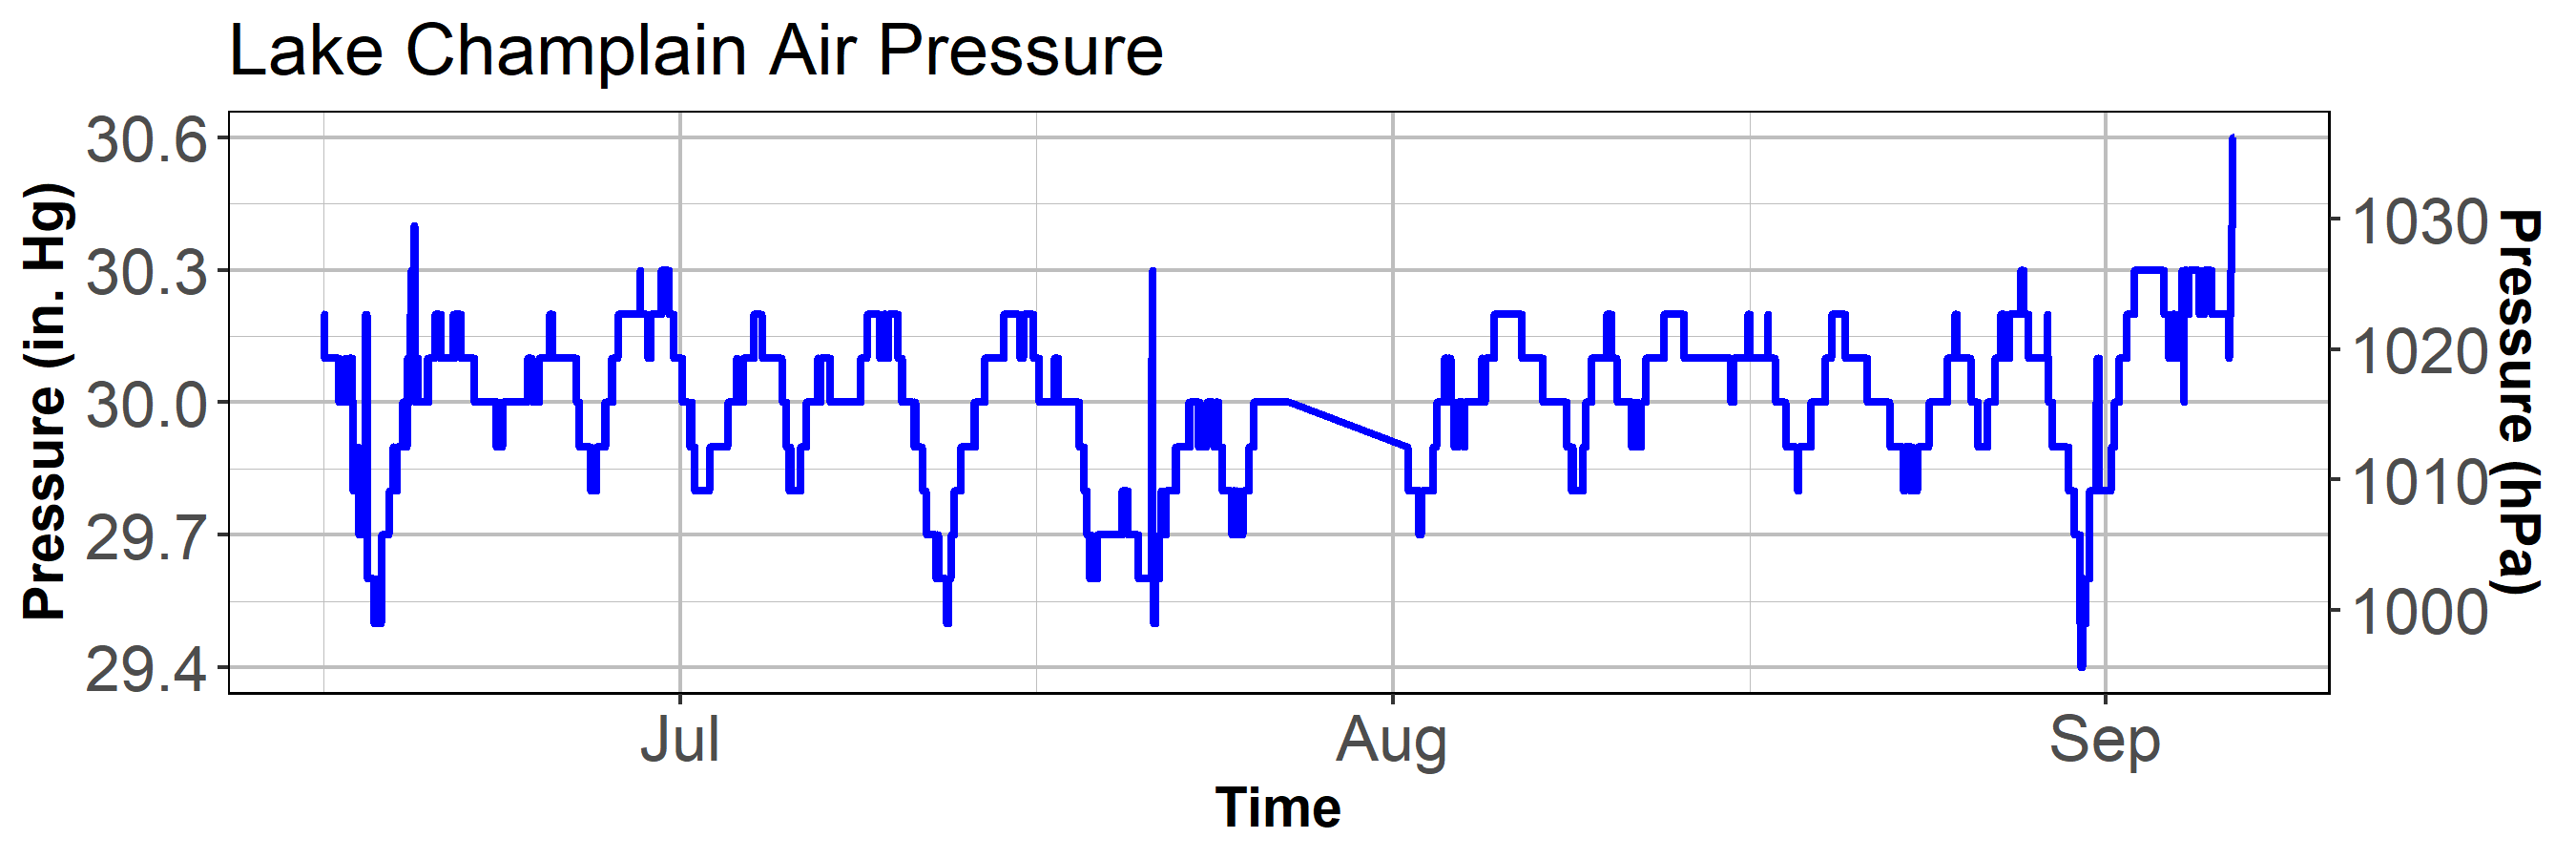 Lake Champlain Air Pressure
Pressure (in. Hg)
30.6
30.3
30.0
29.7
29.4
1030
1020
1010
1000
Pressure (hPa)
Jul
Aug
Sep
Time